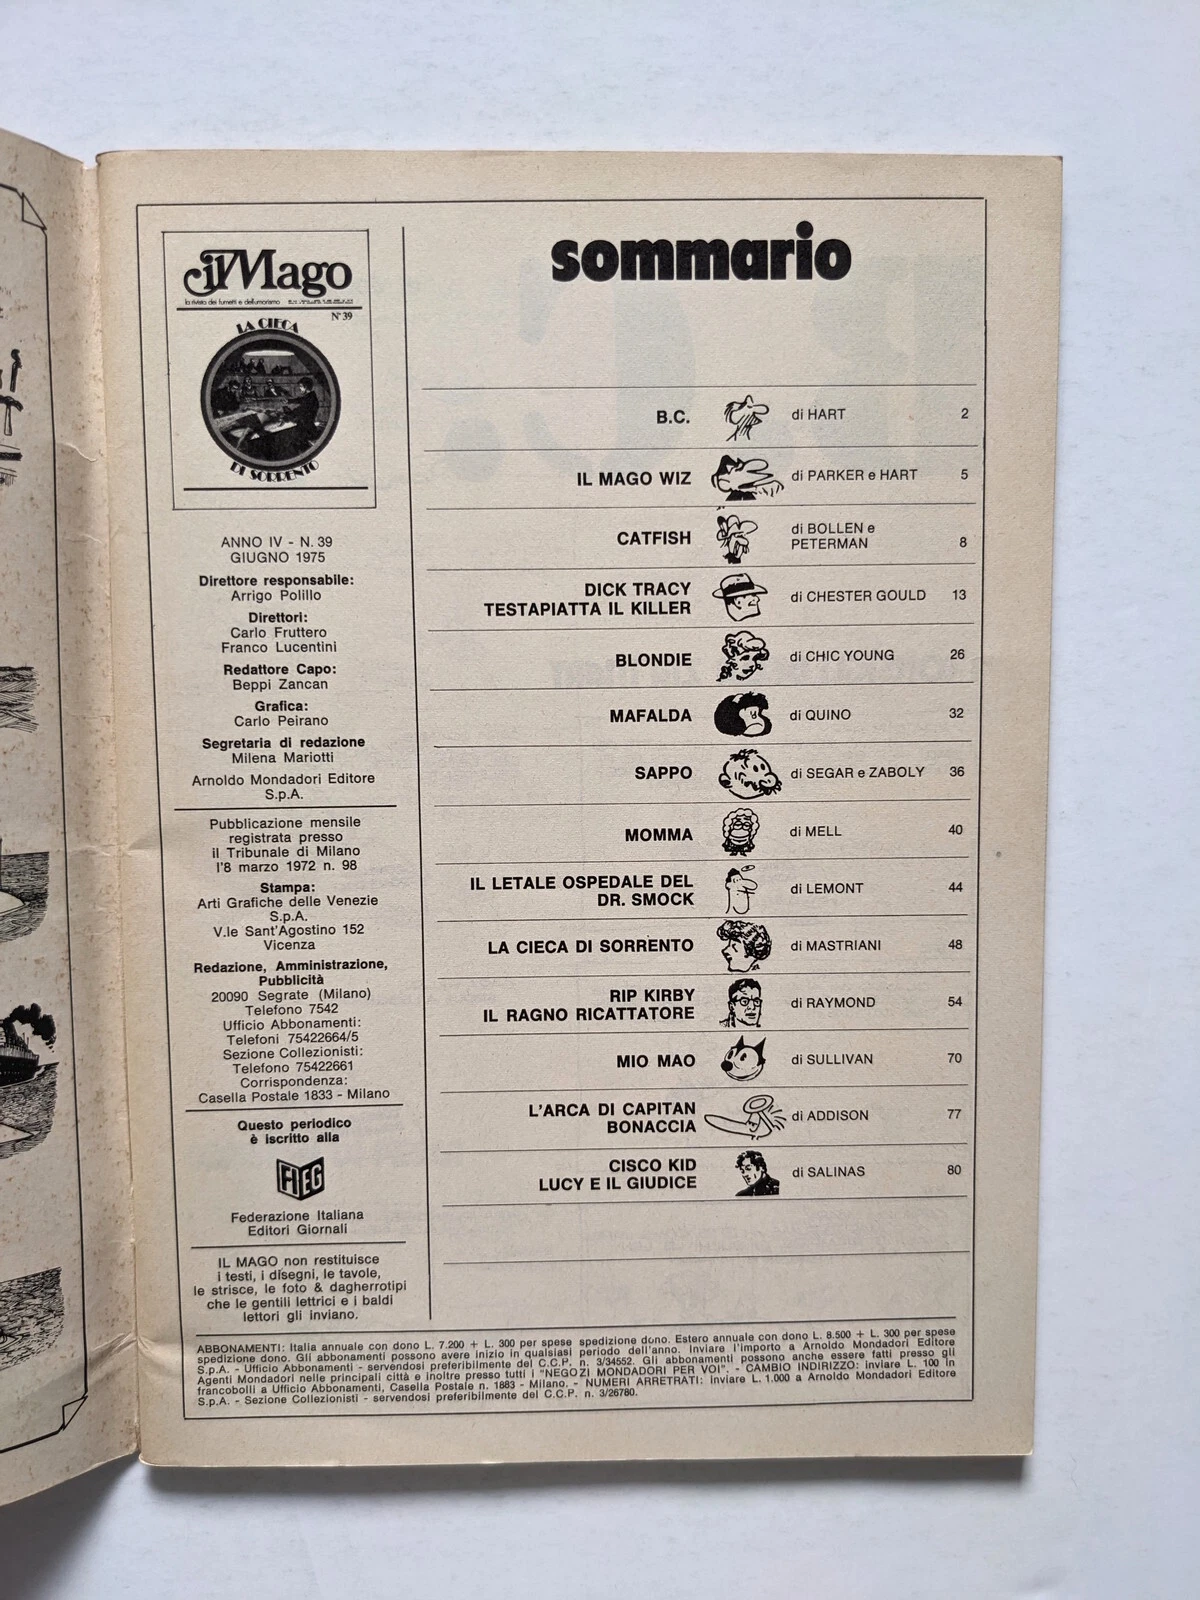 il Mago
la rivista dei fumetti e dell'umorismo
N° 39
LA CIECA
DI SORRENTO
ANNO IV - N. 39
GIUGNO 1975
Direttore responsabile:
Arrigo Polillo
Direttori:
Carlo Fruttero
Franco Lucentini
Redattore Capo:
Beppi Zancan
Grafica:
Carlo Peirano
Segretaria di redazione
Milena Mariotti
Arnoldo Mondadori Editore
S.p.A.
Pubblicazione mensile
registrata presso
il Tribunale di Milano
l'8 marzo 1972 n. 98
Stampa:
Arti Grafiche delle Venezie
S.p.A.
V.le Sant'Agostino 152
Vicenza
Redazione, Amministrazione,
Pubblicità
20090 Segrate (Milano)
Telefono 7542
Ufficio Abbonamenti:
Telefoni 75422664/5
Sezione Collezionisti:
Telefono 75422661
Corrispondenza:
Casella Postale 1833 - Milano
Questo periodico
è iscritto alla
FIEG
Federazione Italiana
Editori Giornali
IL MAGO non restituisce
i testi, i disegni, le tavole,
le strisce, le foto & dagherrotipi
che le gentili lettrici e i baldi
lettori gli inviano.
sommario
B.C. di HART 2
IL MAGO WIZ di PARKER e HART 5
CATFISH di BOLLEN e
PETERMAN 8
DICK TRACY
TESTAPIATTA IL KILLER di CHESTER GOULD 13
BLONDIE di CHIC YOUNG 26
MAFALDA di QUINO 32
SAPPO di SEGAR e ZABOLY 36
MOMMA di MELL 40
IL LETALE OSPEDALE DEL
DR. SMOCK di LEMONT 44
LA CIECA DI SORRENTO di MASTRIANI 48
RIP KIRBY
IL RAGNO RICATTATORE di RAYMOND 54
MIO MAO di SULLIVAN 70
L'ARCA DI CAPITAN
BONACCIA di ADDISON 77
CISCO KID
LUCY E IL GIUDICE di SALINAS 80
ABBONAMENTI: Italia annuale con dono L. 7.200 + L. 300 per spese spedizione dono. Estero annuale con dono L. 8.500 + L. 300 per spese
spedizione dono. Gli abbonamenti possono avere inizio in qualsiasi periodo dell'anno. Inviare l'importo a Arnoldo Mondadori Editore
S.p.A. - Ufficio Abbonamenti - servendosi preferibilmente del C.C.P. n. 3/34552. Gli abbonamenti possono anche essere fatti presso gli
Agenti Mondadori nelle principali città e inoltre presso tutti i "NEGOZI MONDADORI PER VOI". - CAMBIO INDIRIZZO: inviare L. 100 in
francobolli a Ufficio Abbonamenti, Casella Postale n. 1883 - Milano. - NUMERI ARRETRATI: inviare L. 1.000 a Arnoldo Mondadori Editore
S.p.A. - Sezione Collezionisti - servendosi preferibilmente del C.C.P. n. 3/26780.